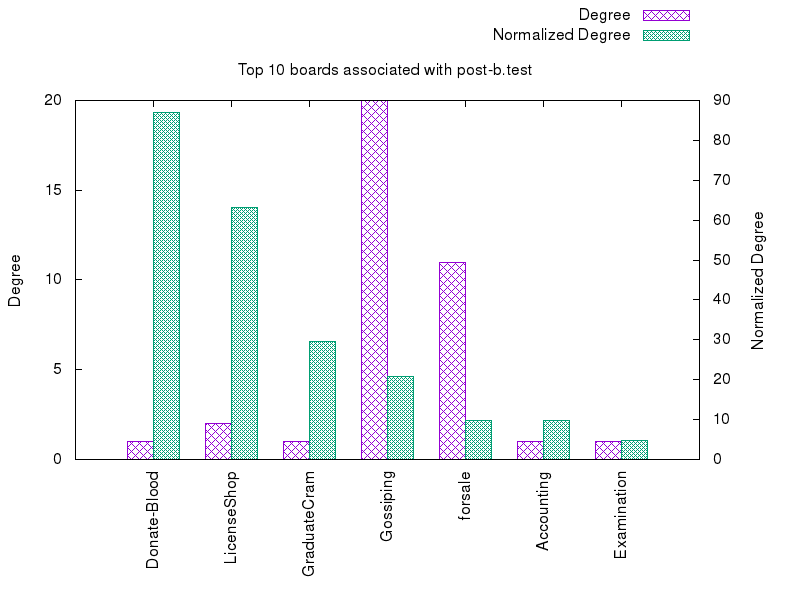 Degree
Normalized Degree
Top 10 boards associated with post-b.test
20
15
10
5
0
90
80
70
60
50
40
30
20
10
0
Degree
Normalized Degree
Donate-Blood
LicenseShop
GraduateCram
Gossiping
forsale
Accounting
Examination